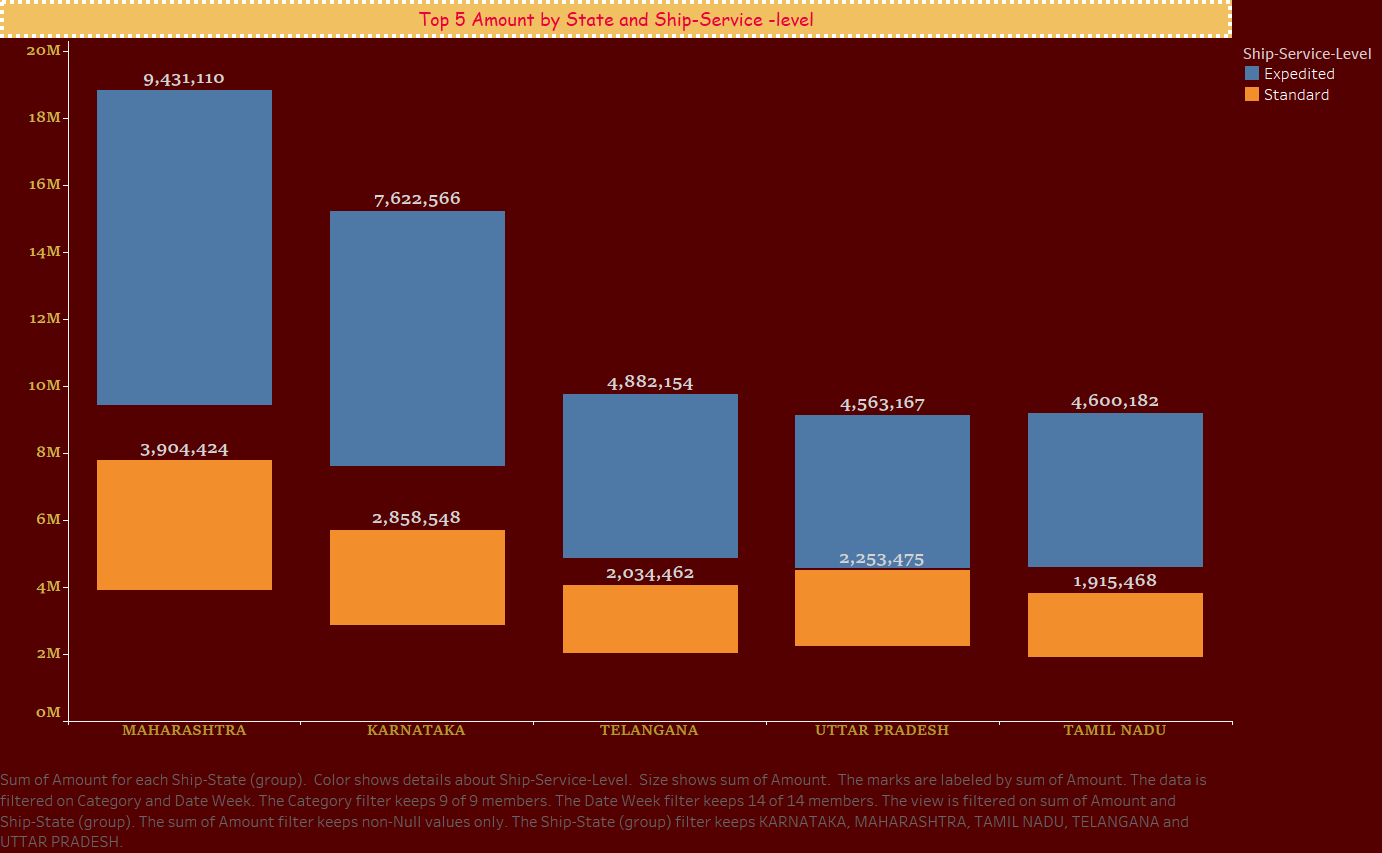 Top 5 Amount by State and Ship-Service -level
Ship-Service-Level
Expedited
Standard
20M
18M
16M
14M
12M
10M
8M
6M
4M
2M
0M
9,431,110
7,622,566
4,882,154
4,563,167
4,600,182
3,904,424
2,858,548
2,034,462
2,253,475
1,915,468
MAHARASHTRA
KARNATAKA
TELANGANA
UTTAR PRADESH
TAMIL NADU
Sum of Amount for each Ship-State (group).  Color shows details about Ship-Service-Level.  Size shows sum of Amount.  The marks are labeled by sum of Amount. The data is
filtered on Category and Date Week. The Category filter keeps 9 of 9 members. The Date Week filter keeps 14 of 14 members. The view is filtered on sum of Amount and
Ship-State (group). The sum of Amount filter keeps non-Null values only. The Ship-State (group) filter keeps KARNATAKA, MAHARASHTRA, TAMIL NADU, TELANGANA and
UTTAR PRADESH.